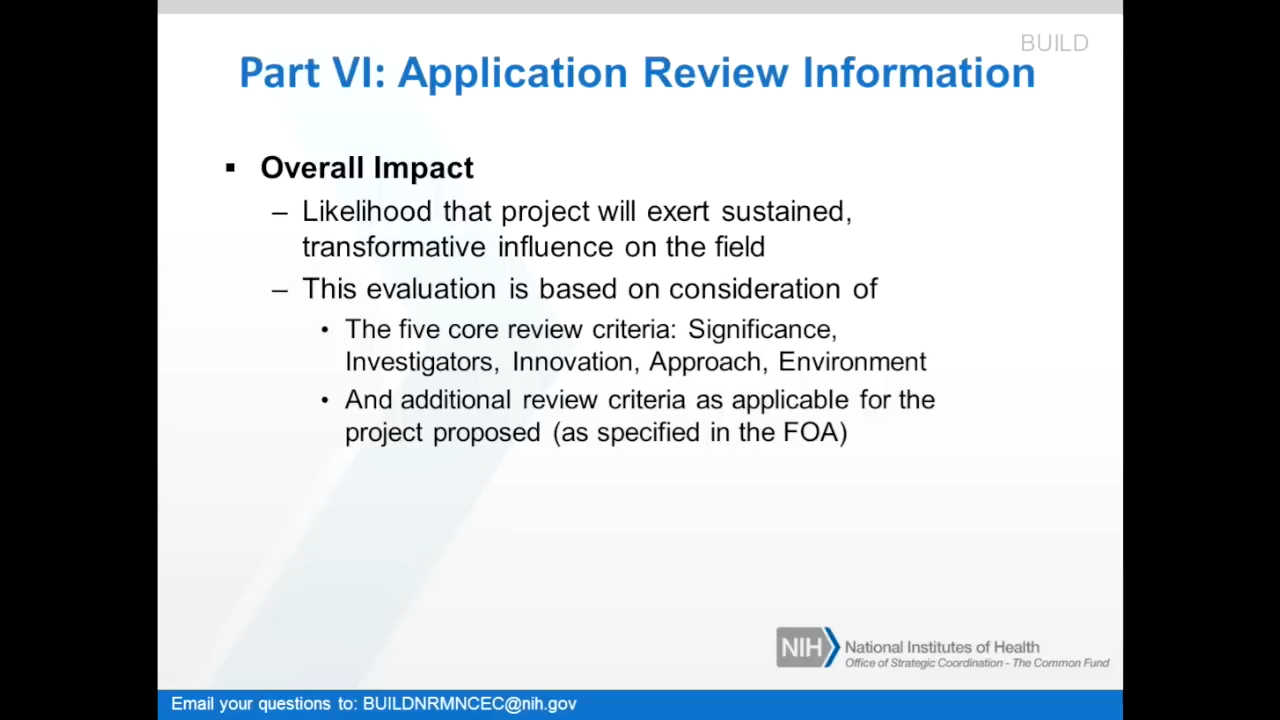 BUILD
Part VI: Application Review Information
▪ Overall Impact
– Likelihood that project will exert sustained,
transformative influence on the field
– This evaluation is based on consideration of
• The five core review criteria: Significance,
Investigators, Innovation, Approach, Environment
• And additional review criteria as applicable for the
project proposed (as specified in the FOA)
NIH National Institutes of Health
Office of Strategic Coordination - The Common Fund
Email your questions to: BUILDNRMNCEC@nih.gov